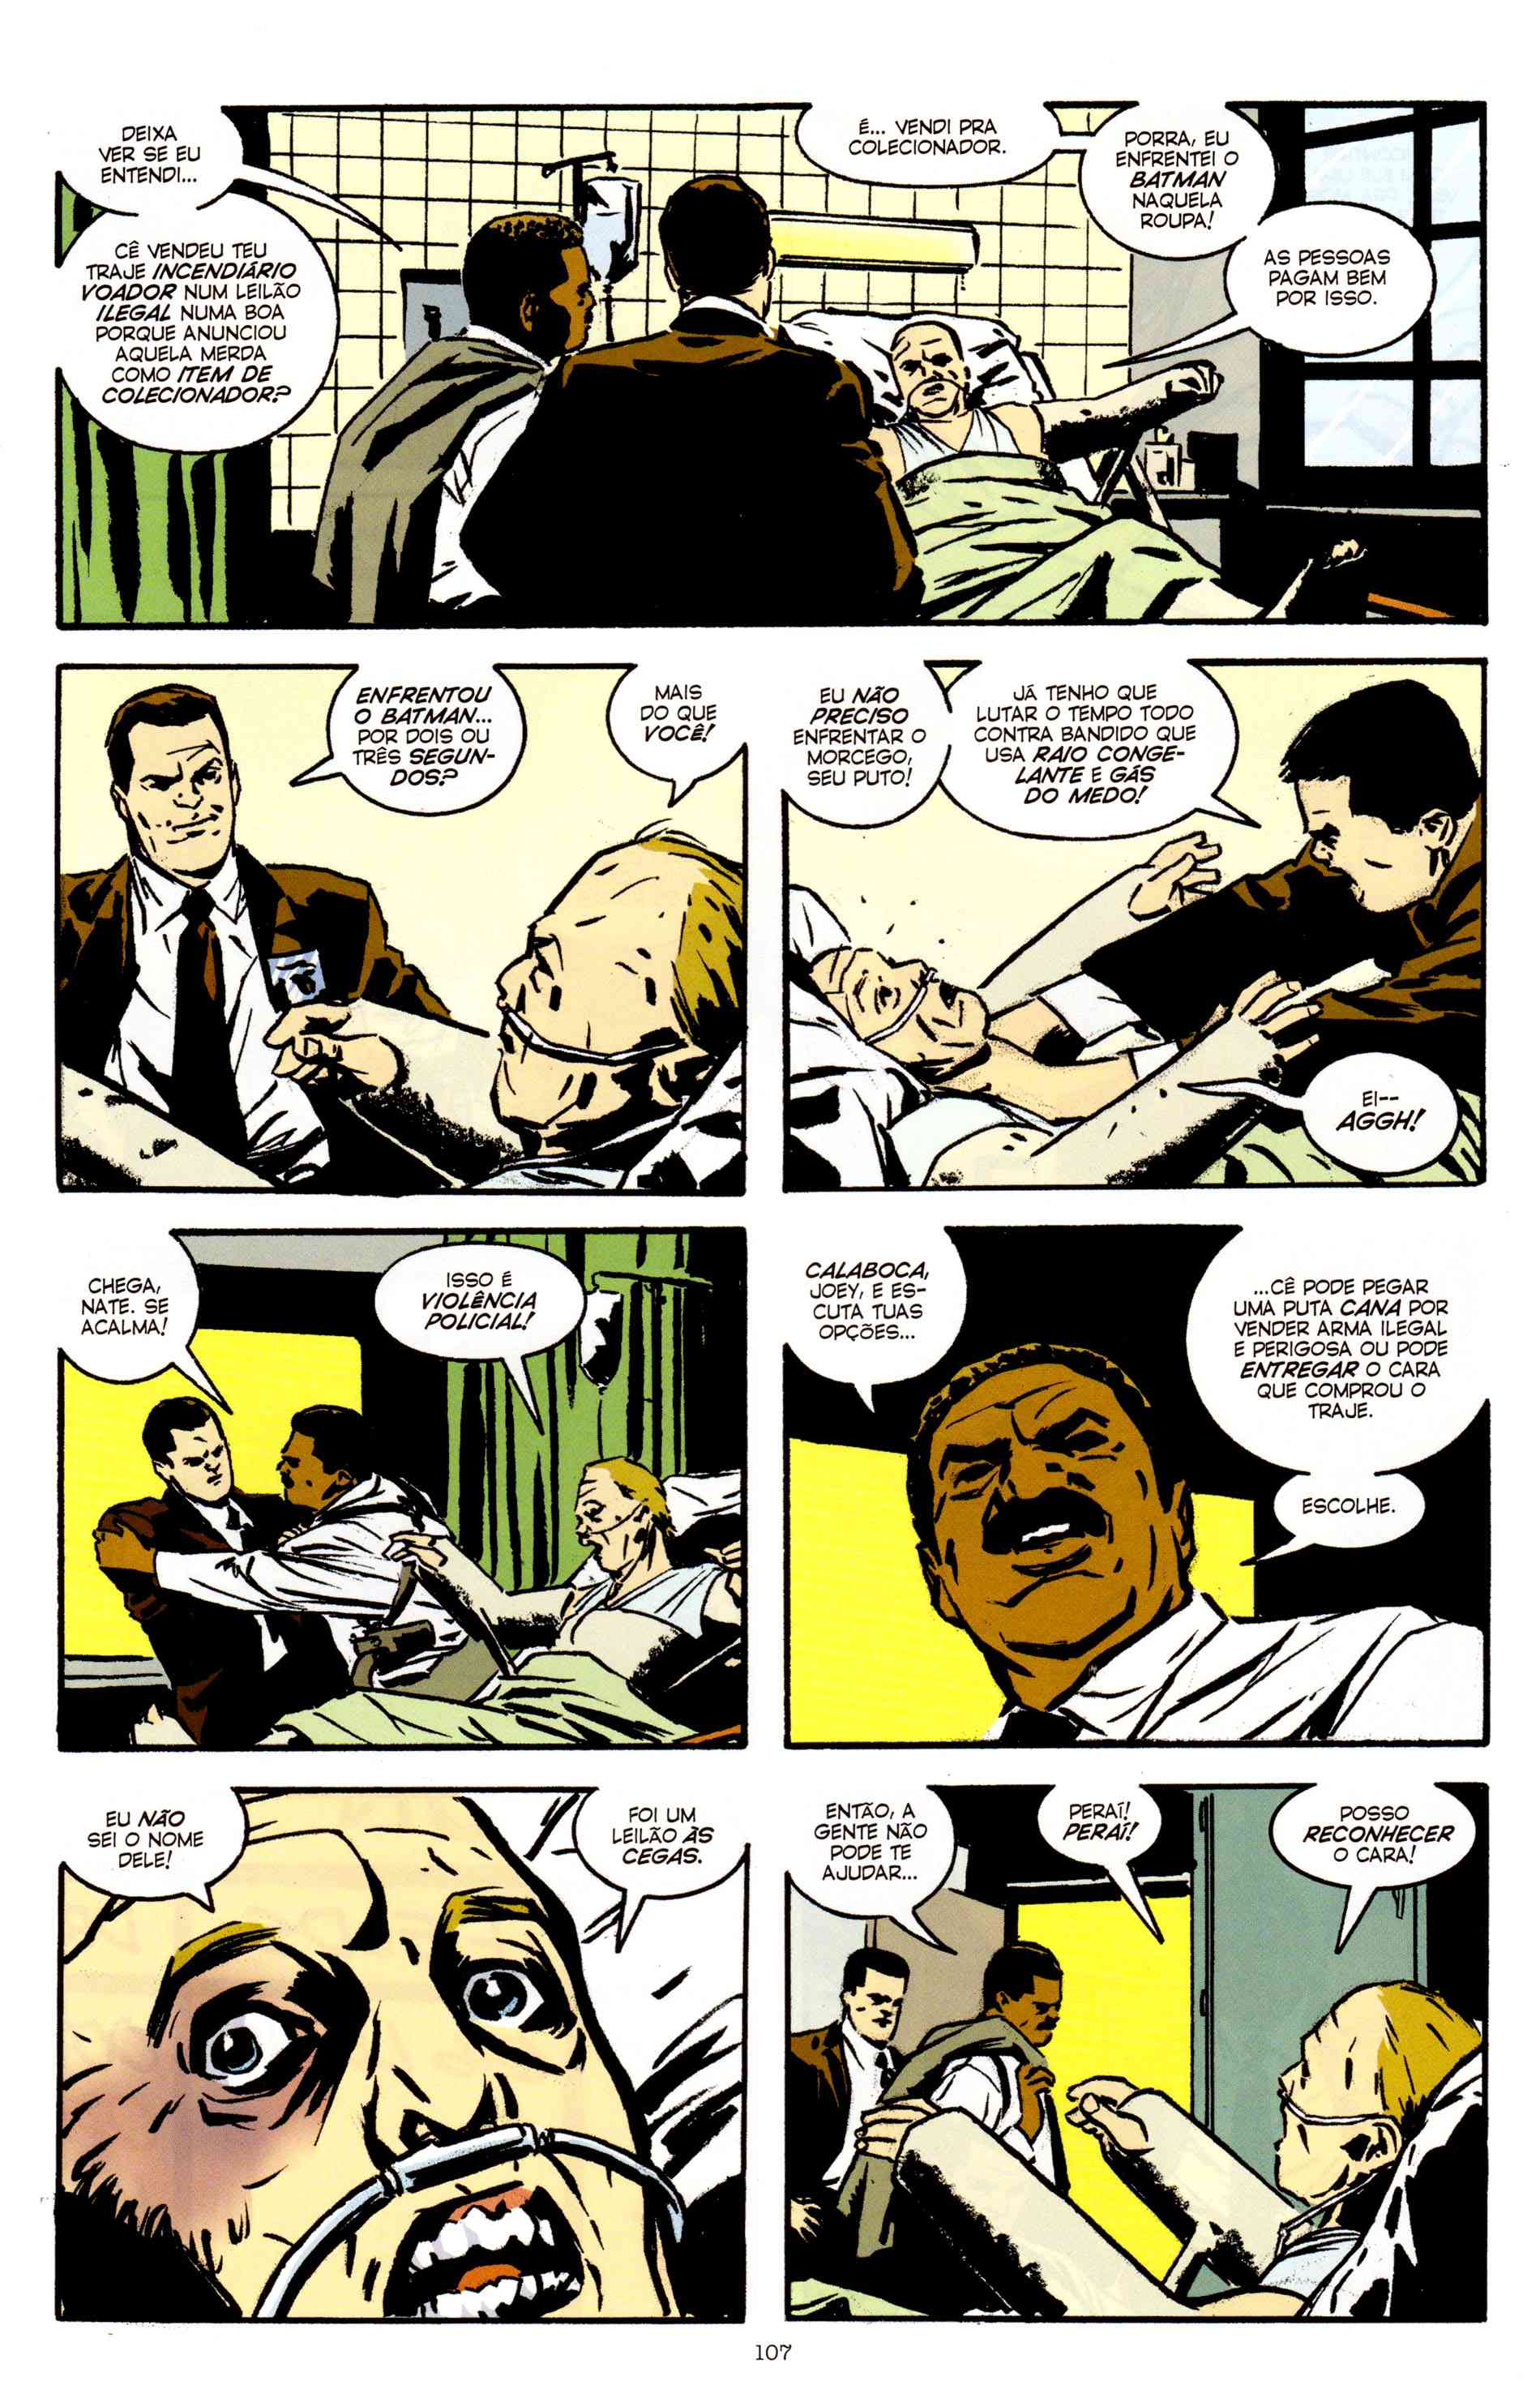 DEIXA
VER SE EU
ENTENDI...
CÊ VENDEU TEU
TRAJE INCENDIÁRIO
VOADOR NUM LEILÃO
ILEGAL NUMA BOA
PORQUE ANUNCIOU
AQUELA MERDA
COMO ITEM DE
COLECIONADOR?
É... VENDI PRA
COLECIONADOR.
PORRA, EU
ENFRENTEI O
BATMAN
NAQUELA
ROUPA!
AS PESSOAS
PAGAM BEM
POR ISSO.
ENFRENTOU
O BATMAN...
POR DOIS OU
TRÊS SEGUN-
DOS?
MAIS
DO QUE
VOCÊ!
EU NÃO
PRECISO
ENFRENTAR O
MORCEGO,
SEU PUTO!
JÁ TENHO QUE
LUTAR O TEMPO TODO
CONTRA BANDIDO QUE
USA RAIO CONGE-
LANTE E GÁS
DO MEDO!
EI--
AGGH!
CHEGA,
NATE. SE
ACALMA!
ISSO É
VIOLÊNCIA
POLICIAL!
CALABOCA,
JOEY, E ES-
CUTA TUAS
OPÇÕES...
...CÊ PODE PEGAR
UMA PUTA CANA POR
VENDER ARMA ILEGAL
E PERIGOSA OU PODE
ENTREGAR O CARA
QUE COMPROU O
TRAJE.
ESCOLHE.
EU NÃO
SEI O NOME
DELE!
FOI UM
LEILÃO ÀS
CEGAS.
ENTÃO, A
GENTE NÃO
PODE TE
AJUDAR...
PERAÍ!
PERAÍ!
POSSO
RECONHECER
O CARA!
107